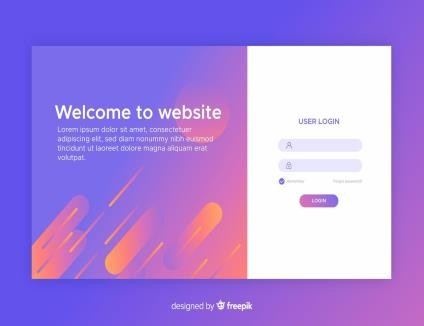 Welcome to website
Lorem ipsum dolor sit amet, consectetuer
adipiscing elit, sed diam nonummy nibh euismod
tincidunt ut laoreet dolore magna aliquam erat
volutpat.
USER LOGIN
Remember
Forgot password?
LOGIN
designed by freepik